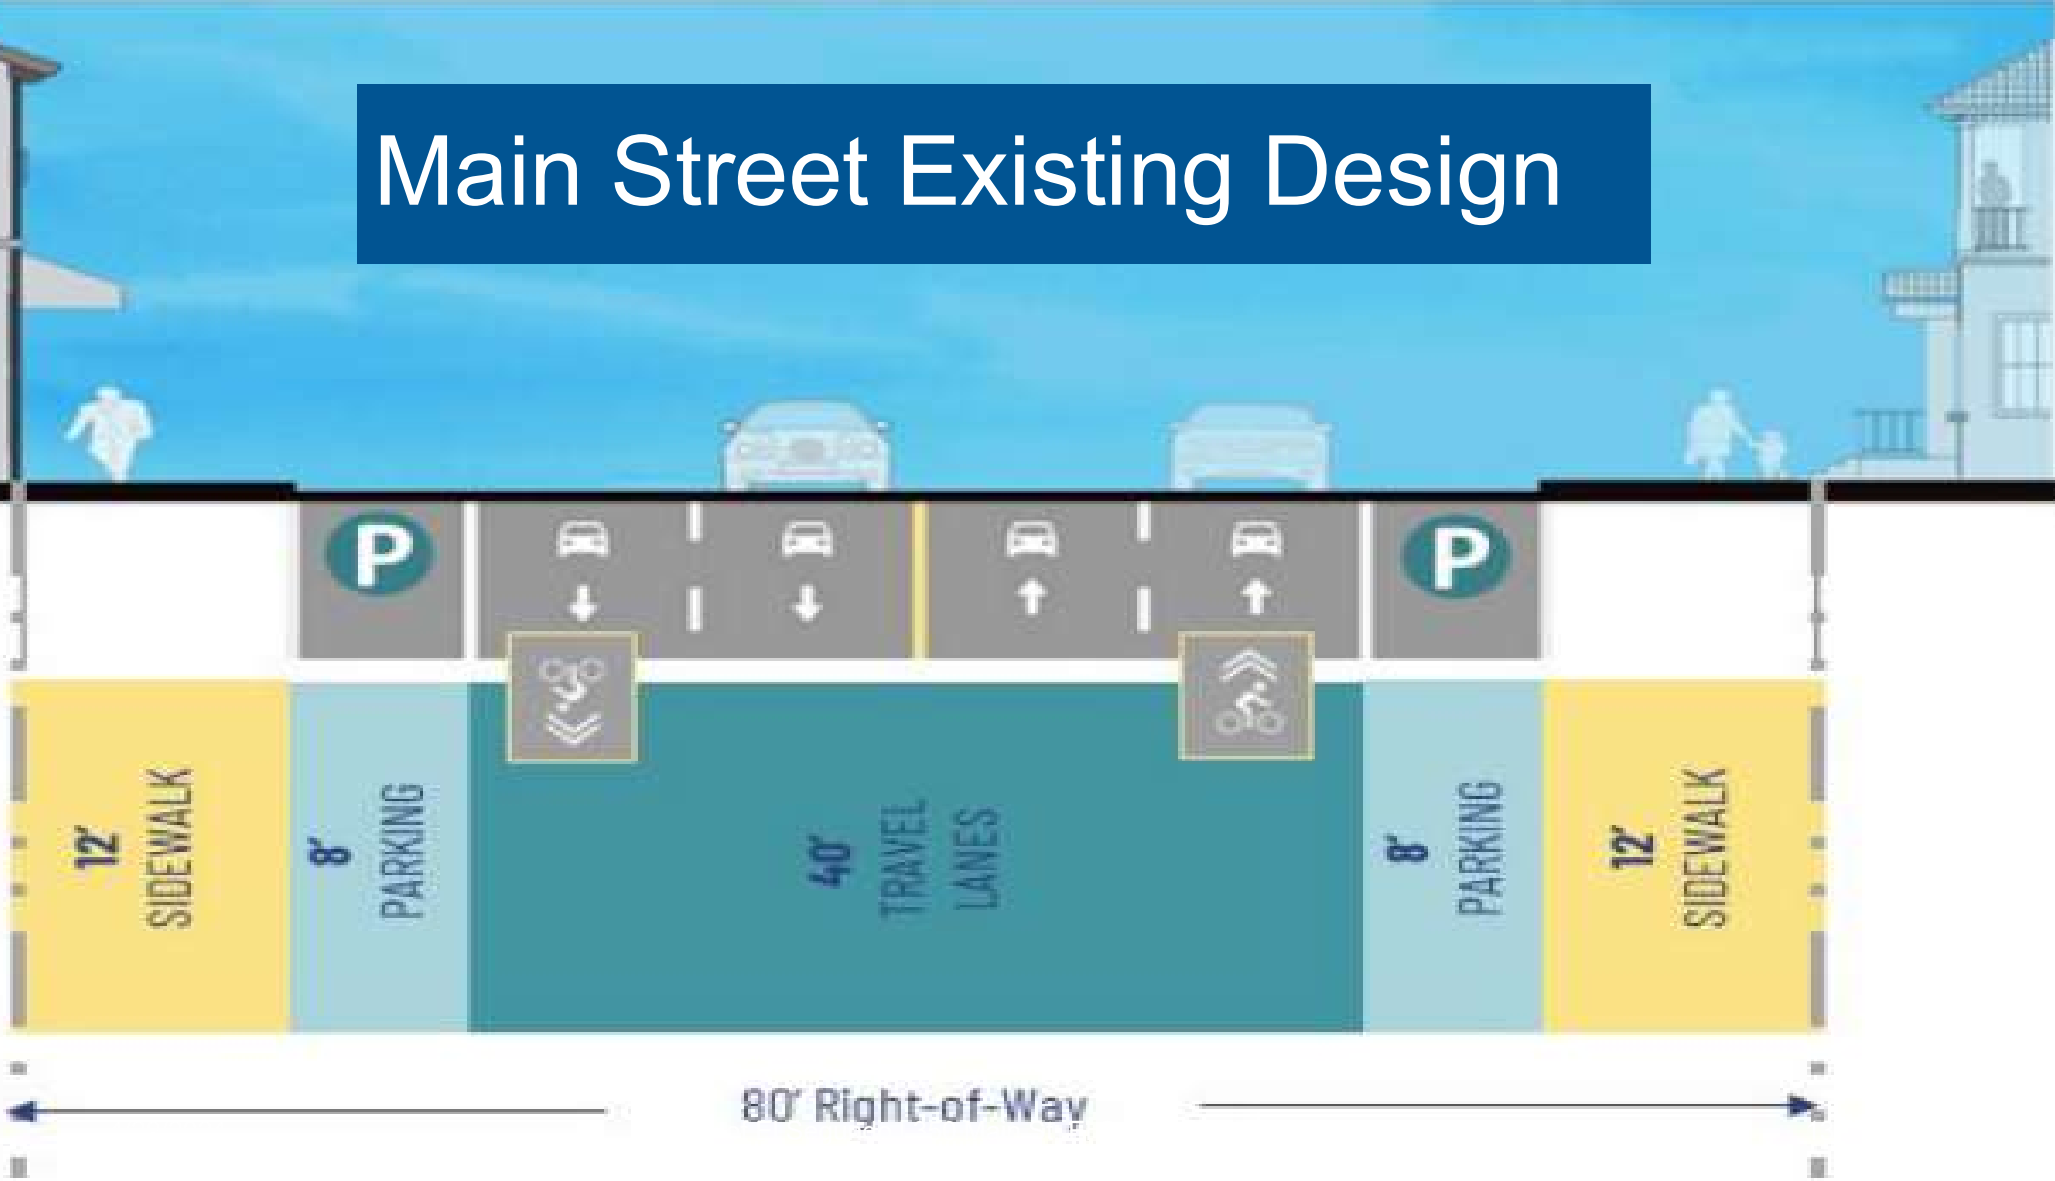 Main Street Existing Design
P
P
12'
SIDEWALK
8'
PARKING
40'
TRAVEL
LANES
8'
PARKING
12'
SIDEWALK
80' Right-of-Way